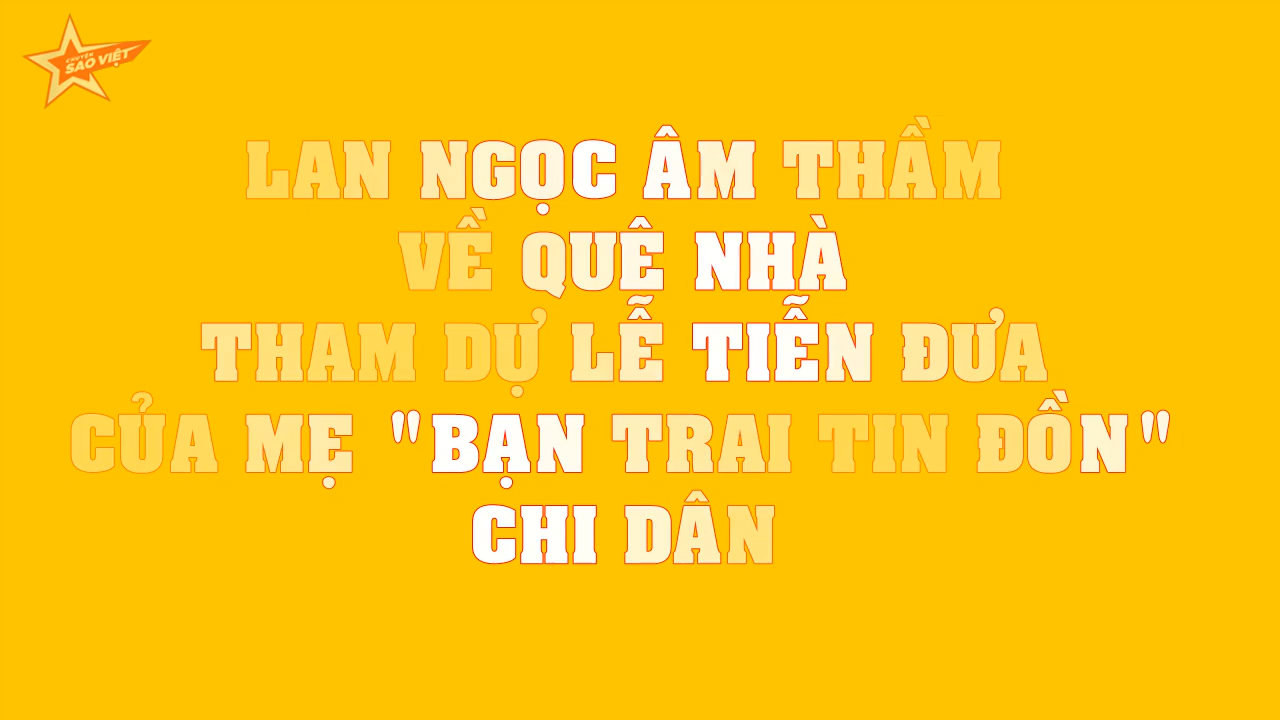 CHUYỆN
SAO VIỆT
LAN NGỌC ÂM THẦM
VỀ QUÊ NHÀ
THAM DỰ LỄ TIỄN ĐƯA
CỦA MẸ "BẠN TRAI TIN ĐỒN"
CHI DÂN